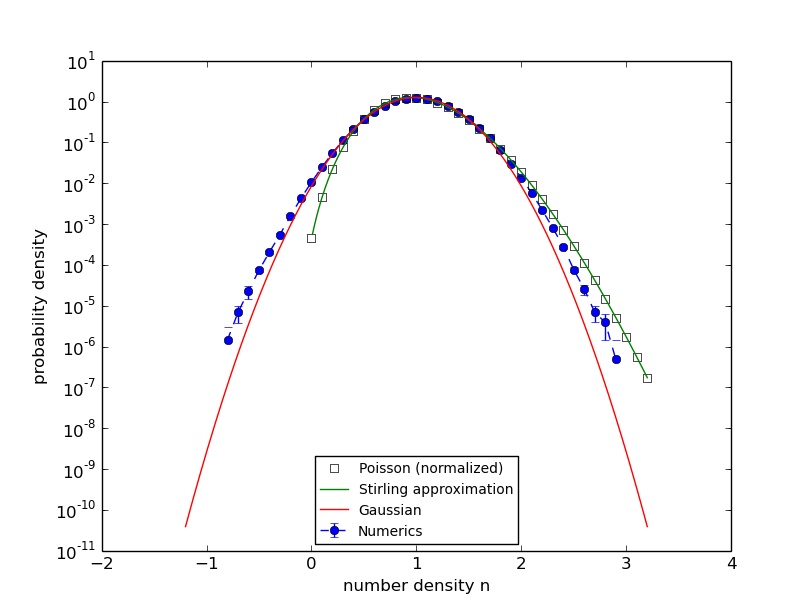 10^1
10^0
10^-1
10^-2
10^-3
10^-4
10^-5
10^-6
10^-7
10^-8
10^-9
10^-10
10^-11
probability density
Poisson (normalized)
Stirling approximation
Gaussian
Numerics
−2 −1 0 1 2 3 4
number density n